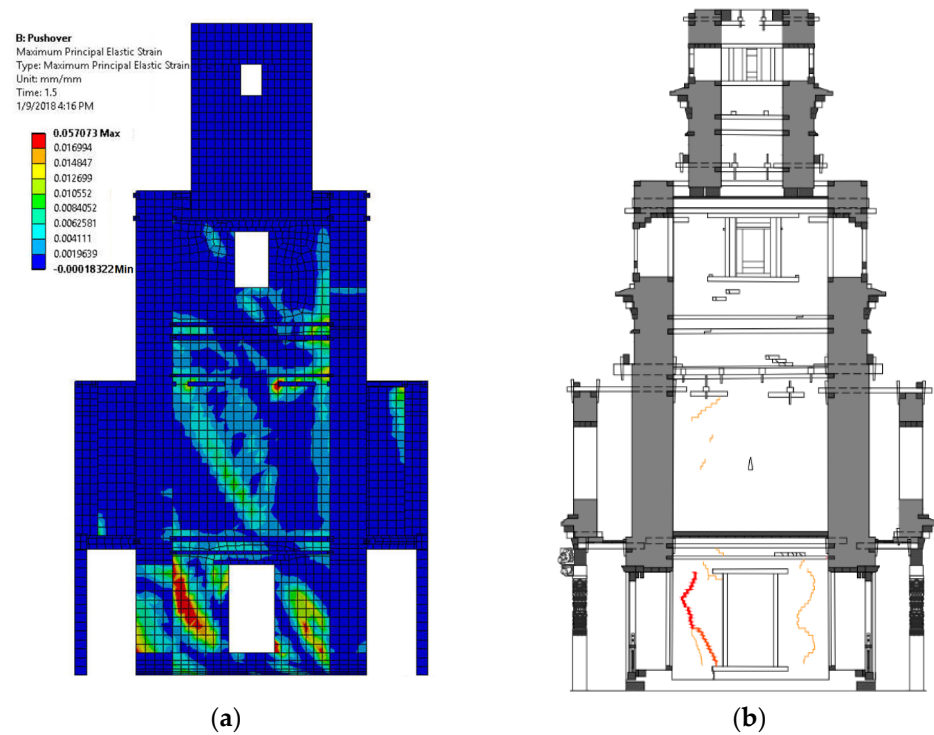 B: Pushover
Maximum Principal Elastic Strain
Type: Maximum Principal Elastic Strain
Unit: mm/mm
Time: 1.5
1/9/2018 4:16 PM
0.057073 Max
0.016994
0.014847
0.012699
0.010552
0.0084052
0.0062581
0.004111
0.0019639
-0.00018322 Min
(a)
(b)